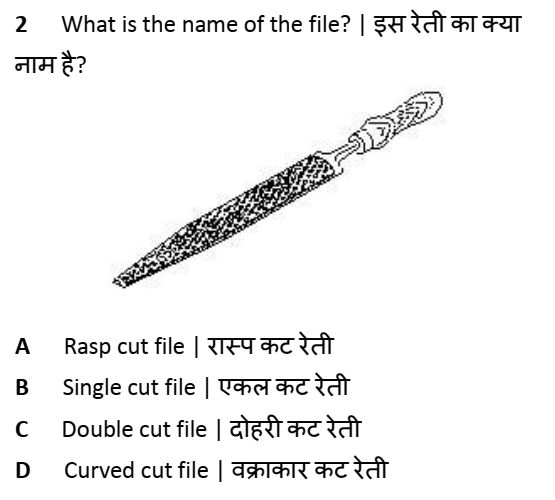 2 What is the name of the file? | इस रेती का क्या
नाम है?
A Rasp cut file | रास्प कट रेती
B Single cut file | एकल कट रेती
C Double cut file | दोहरी कट रेती
D Curved cut file | वक्राकार कट रेती